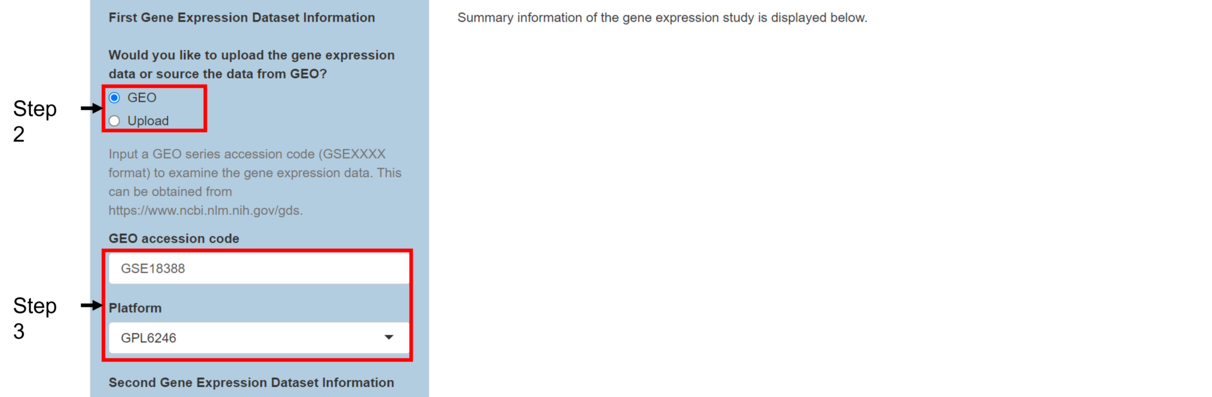 First Gene Expression Dataset Information
Summary information of the gene expression study is displayed below.
Would you like to upload the gene expression
data or source the data from GEO?
Step
2
GEO
Upload
Input a GEO series accession code (GSEXXXX
format) to examine the gene expression data. This
can be obtained from
https://www.ncbi.nlm.nih.gov/gds.
GEO accession code
GSE18388
Step
3
Platform
GPL6246
Second Gene Expression Dataset Information